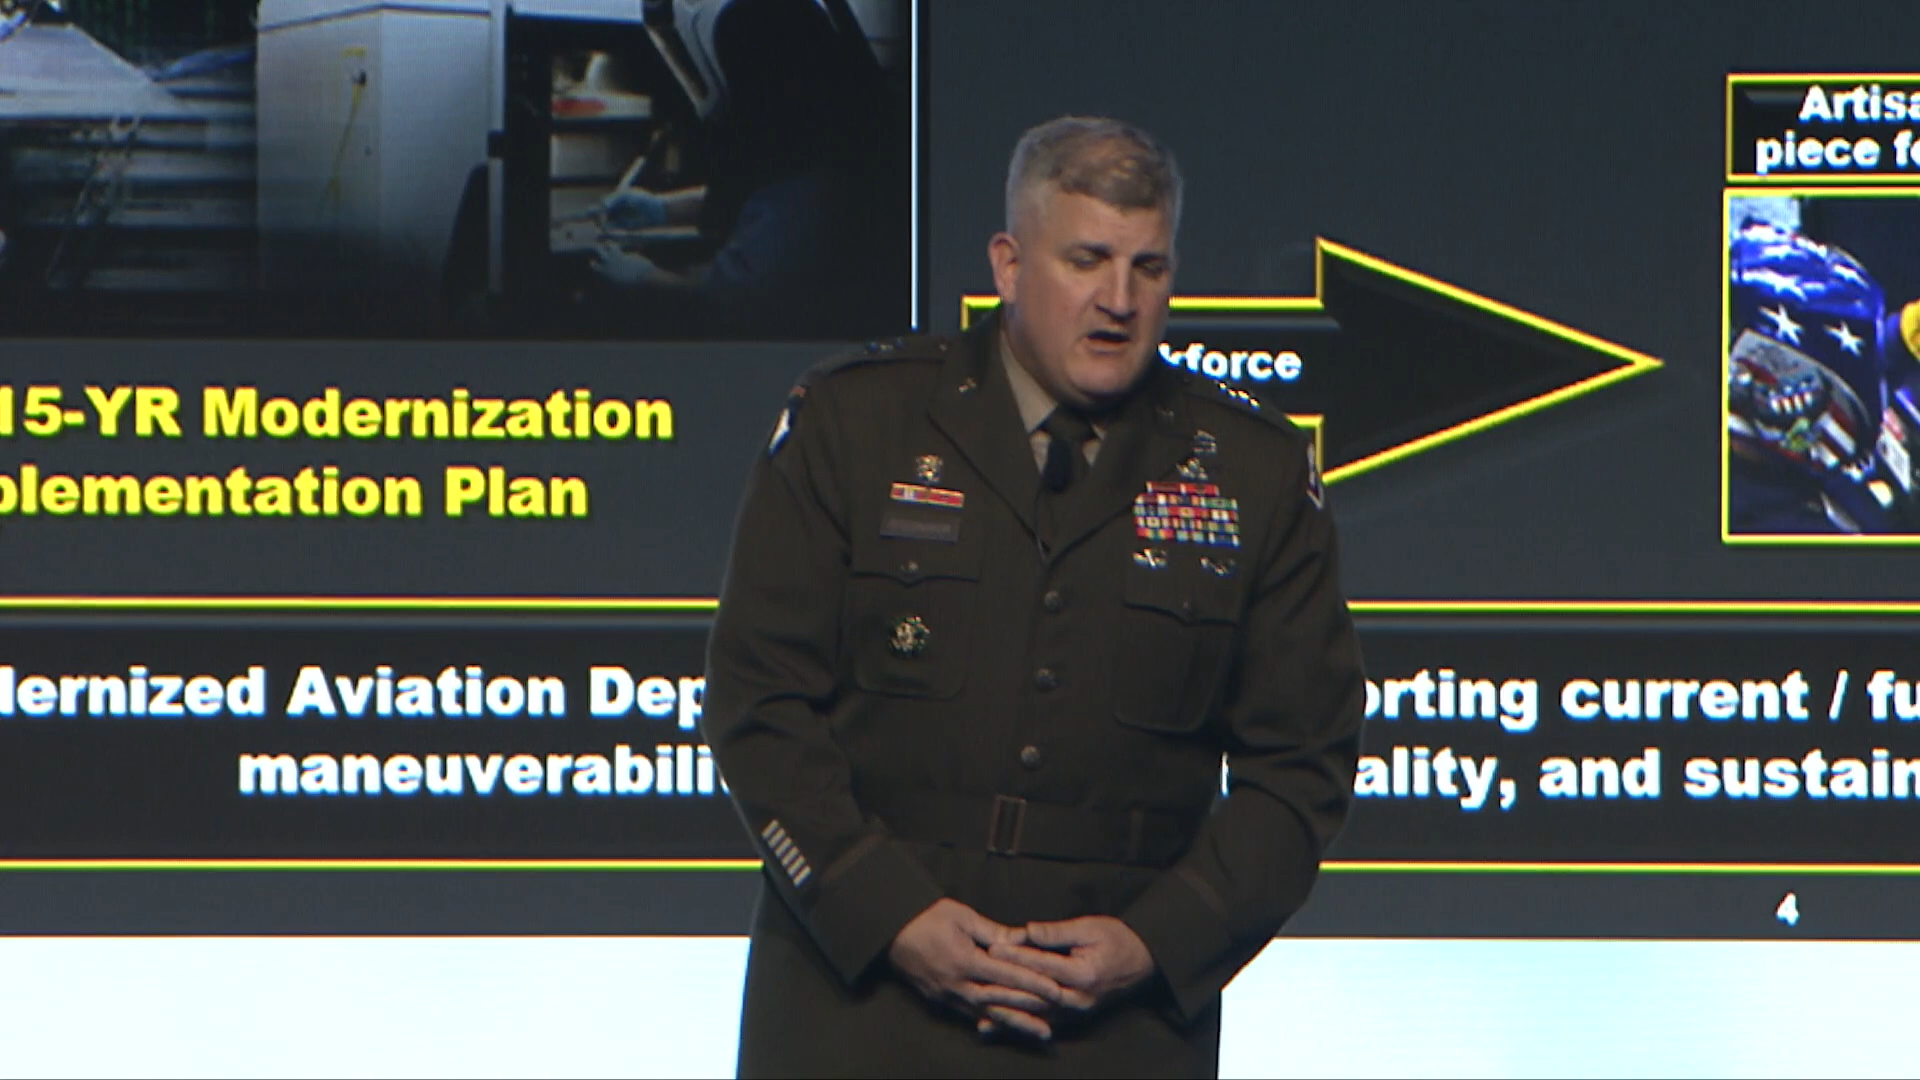 Artisa
piece fo
kforce
15-YR Modernization
plementation Plan
dernized Aviation Dep
orting current / fu
maneuverabili
ality, and sustain
4